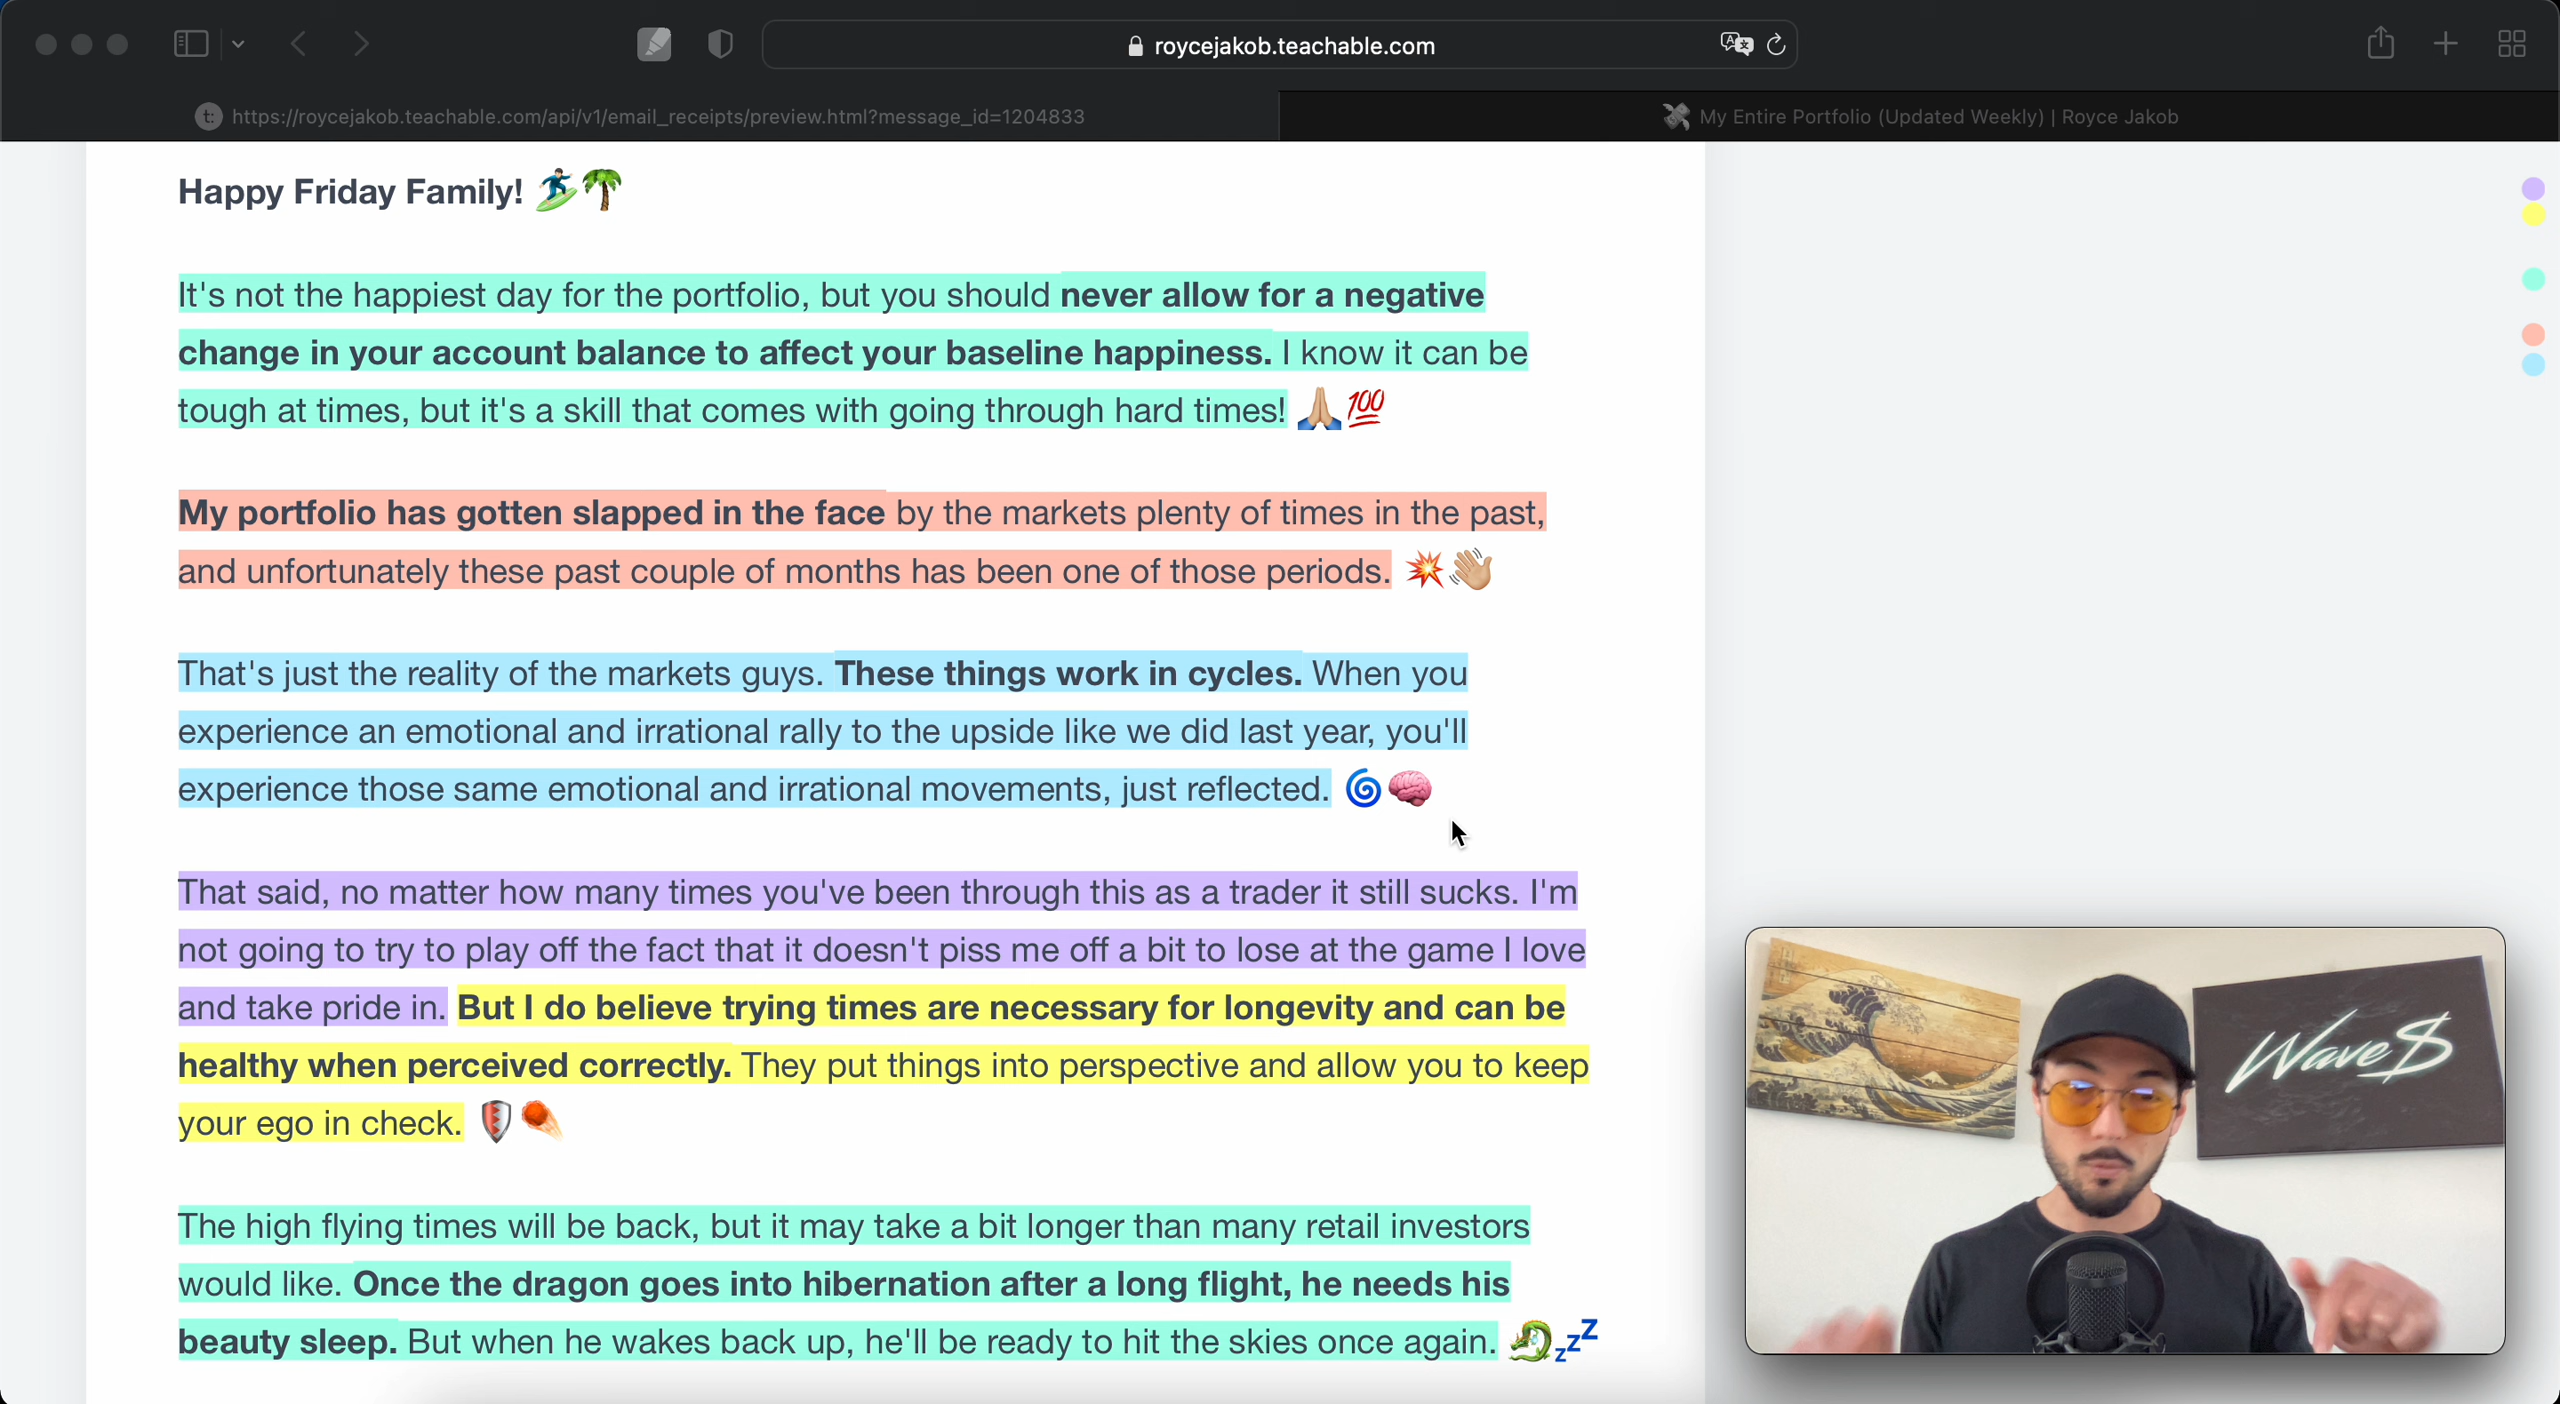 roycejakob.teachable.com
t: https://roycejakob.teachable.com/api/v1/email_receipts/preview.html?message_id=1204833
My Entire Portfolio (Updated Weekly) | Royce Jakob
Happy Friday Family! 🏄🏻‍♂️🌴
It's not the happiest day for the portfolio, but you should never allow for a negative
change in your account balance to affect your baseline happiness. I know it can be
tough at times, but it's a skill that comes with going through hard times! 🙏🏼💯
My portfolio has gotten slapped in the face by the markets plenty of times in the past,
and unfortunately these past couple of months has been one of those periods. 💥👋🏼
That's just the reality of the markets guys. These things work in cycles. When you
experience an emotional and irrational rally to the upside like we did last year, you'll
experience those same emotional and irrational movements, just reflected. 🌀🧠
That said, no matter how many times you've been through this as a trader it still sucks. I'm
not going to try to play off the fact that it doesn't piss me off a bit to lose at the game I love
and take pride in. But I do believe trying times are necessary for longevity and can be
healthy when perceived correctly. They put things into perspective and allow you to keep
your ego in check. 🛡☄️
The high flying times will be back, but it may take a bit longer than many retail investors
would like. Once the dragon goes into hibernation after a long flight, he needs his
beauty sleep. But when he wakes back up, he'll be ready to hit the skies once again. 🐉💤
Wave$